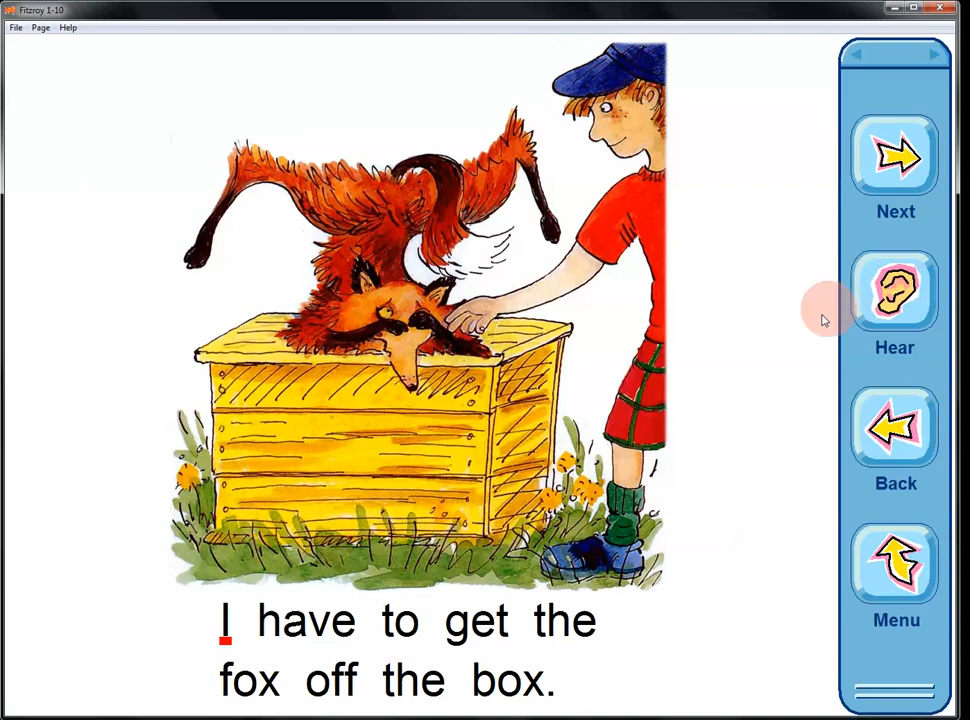 Fitzroy 1-10
File Page Help
Next
Hear
Back
Menu
I have to get the
fox off the box.